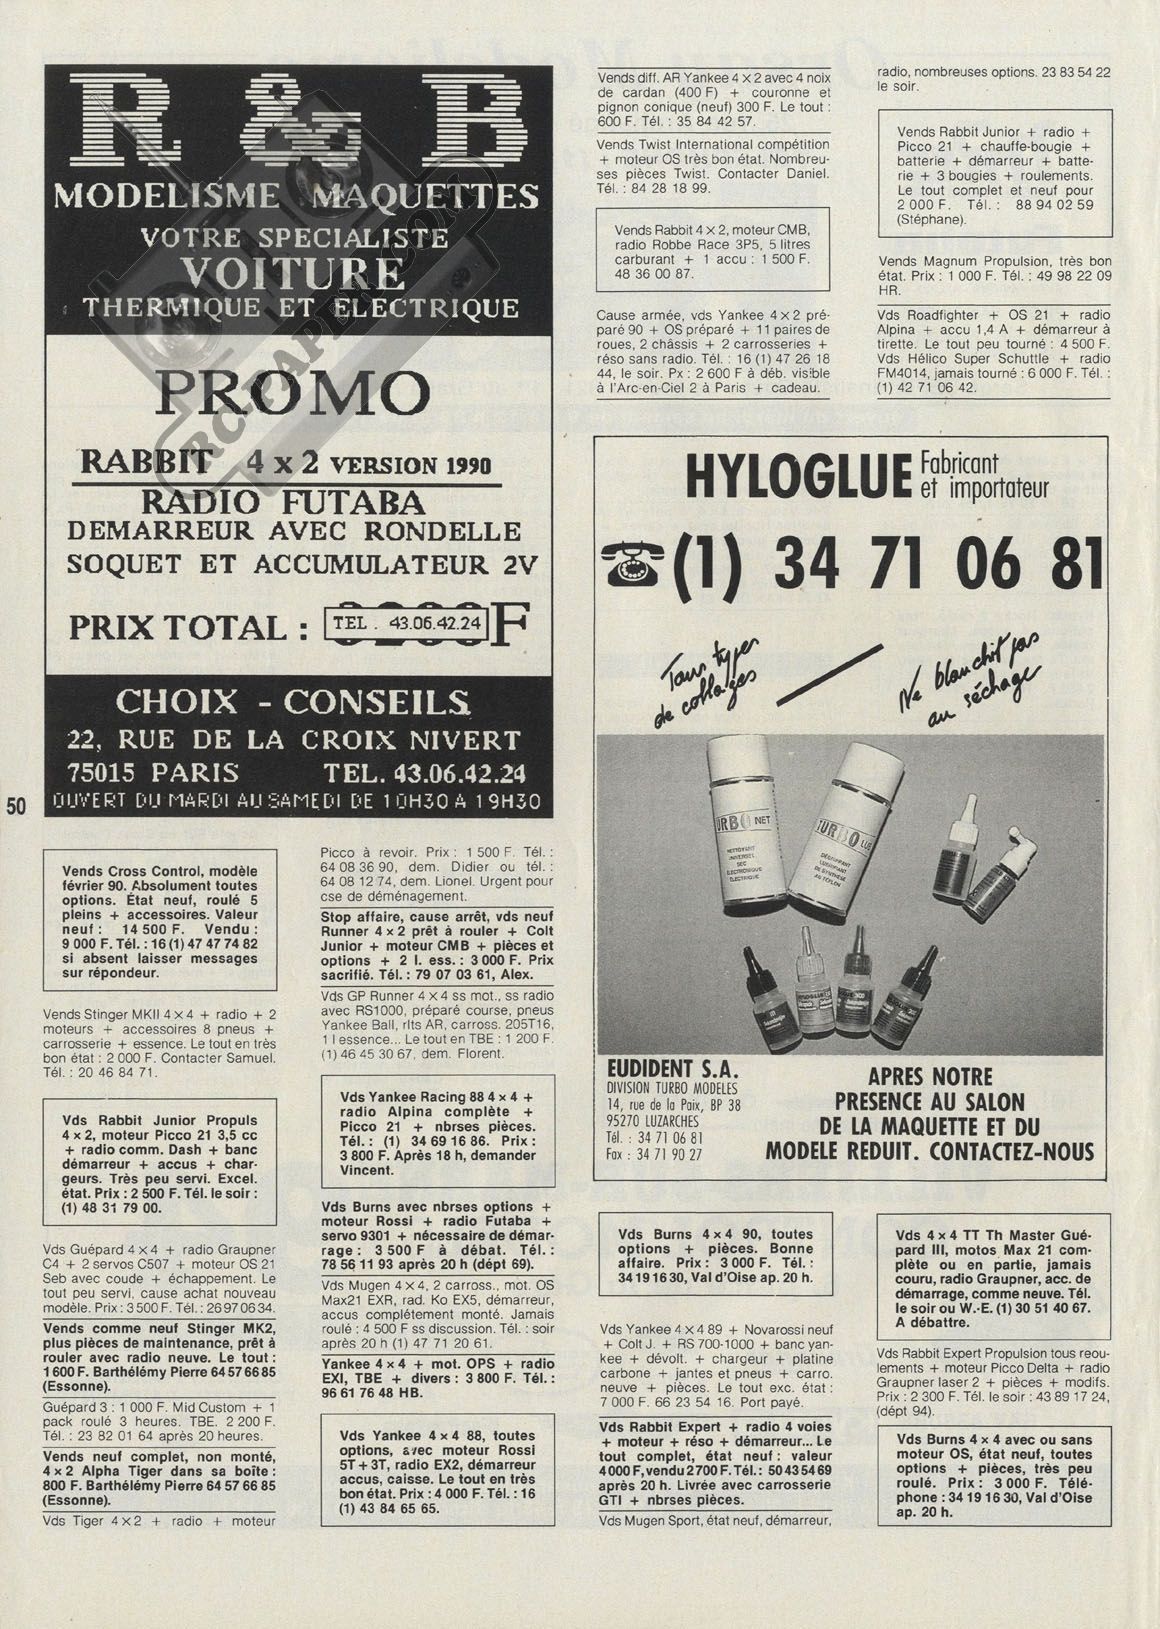 R & B
MODELISME MAQUETTES
VOTRE SPECIALISTE
VOITURE
THERMIQUE ET ELECTRIQUE
PROMO
RABBIT 4 x 2 VERSION 1990
RADIO FUTABA
DEMARREUR AVEC RONDELLE
SOQUET ET ACCUMULATEUR 2V
PRIX TOTAL : TEL . 43.06.42.24 F
CHOIX - CONSEILS
22, RUE DE LA CROIX NIVERT
75015 PARIS TEL. 43.06.42.24
OUVERT DU MARDI AU SAMEDI DE 10H30 A 19H30
RC-PAPER.COM
50
Vends Cross Control, modèle
février 90. Absolument toutes
options. État neuf, roulé 5
pleins + accessoires. Valeur
neuf : 14 500 F. Vendu :
9 000 F. Tél. : 16 (1) 47 47 74 82
si absent laisser messages
sur répondeur.
Vends Stinger MKII 4 × 4 + radio + 2
moteurs + accessoires 8 pneus +
carrosserie + essence. Le tout en très
bon état : 2 000 F. Contacter Samuel.
Tél. : 20 46 84 71.
Vds Rabbit Junior Propuls
4 × 2, moteur Picco 21 3,5 cc
+ radio comm. Dash + banc
démarreur + accus + char-
geurs. Très peu servi. Excel.
état. Prix : 2 500 F. Tél. le soir :
(1) 48 31 79 00.
Vds Guépard 4 × 4 + radio Graupner
C4 + 2 servos C507 + moteur OS 21
Seb avec coude + échappement. Le
tout peu servi, cause achat nouveau
modèle. Prix : 3 500 F. Tél. : 26 97 06 34.
Vends comme neuf Stinger MK2,
plus pièces de maintenance, prêt à
rouler avec radio neuve. Le tout :
1 600 F. Barthélémy Pierre 64 57 66 85
(Essonne).
Guépard 3 : 1 000 F. Mid Custom + 1
pack roulé 3 heures. TBE. 2 200 F.
Tél. : 23 82 01 64 après 20 heures.
Vends neuf complet, non monté,
4 × 2 Alpha Tiger dans sa boîte :
800 F. Barthélémy Pierre 64 57 66 85
(Essonne).
Vds Tiger 4 × 2 + radio + moteur
Picco à revoir. Prix : 1 500 F. Tél. :
64 08 36 90, dem. Didier ou tél. :
64 08 12 74, dem. Lionel. Urgent pour
cse de déménagement.
Stop affaire, cause arrêt, vds neuf
Runner 4 × 2 prêt à rouler + Colt
Junior + moteur CMB + pièces et
options + 2 l. ess. : 3 000 F. Prix
sacrifié. Tél. : 79 07 03 61, Alex.
Vds GP Runner 4 × 4 ss mot., ss radio
avec RS1000, préparé course, pneus
Yankee Ball, rlts AR, carross. 205T16,
1 l essence... Le tout en TBE : 1 200 F.
(1) 46 45 30 67, dem. Florent.
Vds Yankee Racing 88 4 × 4 +
radio Alpina complète +
Picco 21 + nbrses pièces.
Tél. : (1) 34 69 16 86. Prix :
3 800 F. Après 18 h, demander
Vincent.
Vds Burns avec nbrses options +
moteur Rossi + radio Futaba +
servo 9301 + nécessaire de démar-
rage : 3 500 F à débat. Tél. :
78 56 11 93 après 20 h (dépt 69).
Vds Mugen 4 × 4, 2 carross., mot. OS
Max21 EXR, rad. Ko EX5, démarreur,
accus complétement monté. Jamais
roulé : 4 500 F ss discussion. Tél. : soir
après 20 h (1) 47 71 20 61.
Yankee 4 × 4 + mot. OPS + radio
EXI, TBE + divers : 3 800 F. Tél. :
96 61 76 48 HB.
Vds Yankee 4 × 4 88, toutes
options, avec moteur Rossi
5T + 3T, radio EX2, démarreur
accus, caisse. Le tout en très
bon état. Prix : 4 000 F. Tél. : 16
(1) 43 84 65 65.
Vends diff. AR Yankee 4 × 2 avec 4 noix
de cardan (400 F) + couronne et
pignon conique (neuf) 300 F. Le tout :
600 F. Tél. : 35 84 42 57.
Vends Twist International compétition
+ moteur OS très bon état. Nombreu-
ses pièces Twist. Contacter Daniel.
Tél. : 84 28 18 99.
Vends Rabbit 4 × 2, moteur CMB,
radio Robbe Race 3P5, 5 litres
carburant + 1 accu : 1 500 F.
48 36 00 87.
Cause armée, vds Yankee 4 × 2 pré-
paré 90 + OS préparé + 11 paires de
roues, 2 châssis + 2 carrosseries +
réso sans radio. Tél. : 16 (1) 47 26 18
44, le soir. Px : 2 600 F à déb. visible
à l'Arc-en-Ciel 2 à Paris + cadeau.
radio, nombreuses options. 23 83 54 22
le soir.
Vends Rabbit Junior + radio +
Picco 21 + chauffe-bougie +
batterie + démarreur + batte-
rie + 3 bougies + roulements.
Le tout complet et neuf pour
2 000 F. Tél. : 88 94 02 59
(Stéphane).
Vends Magnum Propulsion, très bon
état. Prix : 1 000 F. Tél. : 49 98 22 09
HR.
Vds Roadfighter + OS 21 + radio
Alpina + accu 1,4 A + démarreur à
tirette. Le tout peu tourné : 4 500 F.
Vds Hélico Super Schuttle + radio
FM4014, jamais tourné : 6 000 F. Tél. :
(1) 42 71 06 42.
HYLOGLUE Fabricant
et importateur
(1) 34 71 06 81
Tous types
de collages
Ne blanchit pas
au séchage
TURBO NET
NETTOYANT
UNIVERSEL
SEC
ELECTRONIQUE
ELECTRIQUE
TURBO LUB
DÉGRIPPANT
LUBRIFIANT
DE SYNTHÈSE
AU TEFLON
EUDIDENT S.A.
DIVISION TURBO MODELES
14, rue de la Paix, BP 38
95270 LUZARCHES
Tél. : 34 71 06 81
Fax : 34 71 90 27
APRES NOTRE
PRESENCE AU SALON
DE LA MAQUETTE ET DU
MODELE REDUIT. CONTACTEZ-NOUS
Vds Burns 4 × 4 90, toutes
options + pièces. Bonne
affaire. Prix : 3 000 F. Tél. :
34 19 16 30, Val d'Oise ap. 20 h.
Vds Yankee 4 × 4 89 + Novarossi neuf
+ Colt J. + RS 700-1000 + banc yan-
kee + dévolt. + chargeur + platine
carbone + jantes et pneus + carro.
neuve + pièces. Le tout exc. état :
7 000 F. 66 23 54 16. Port payé.
Vds Rabbit Expert + radio 4 voies
+ moteur + réso + démarreur... Le
tout complet, état neuf : valeur
4 000 F, vendu 2 700 F. Tél. : 50 43 54 69
après 20 h. Livrée avec carrosserie
GTI + nbrses pièces.
Vds Mugen Sport, état neuf, démarreur,
Vds 4 × 4 TT Th Master Gué-
pard III, motos Max 21 com-
plète ou en partie, jamais
couru, radio Graupner, acc. de
démarrage, comme neuve. Tél.
le soir ou W.-E. (1) 30 51 40 67.
A débattre.
Vds Rabbit Expert Propulsion tous rou-
lements + moteur Picco Delta + radio
Graupner laser 2 + pièces + modifs.
Prix : 2 300 F. Tél. le soir : 43 89 17 24,
(dépt 94).
Vds Burns 4 × 4 avec ou sans
moteur OS, état neuf, toutes
options + pièces, très peu
roulé. Prix : 3 000 F. Télé-
phone : 34 19 16 30, Val d'Oise
ap. 20 h.